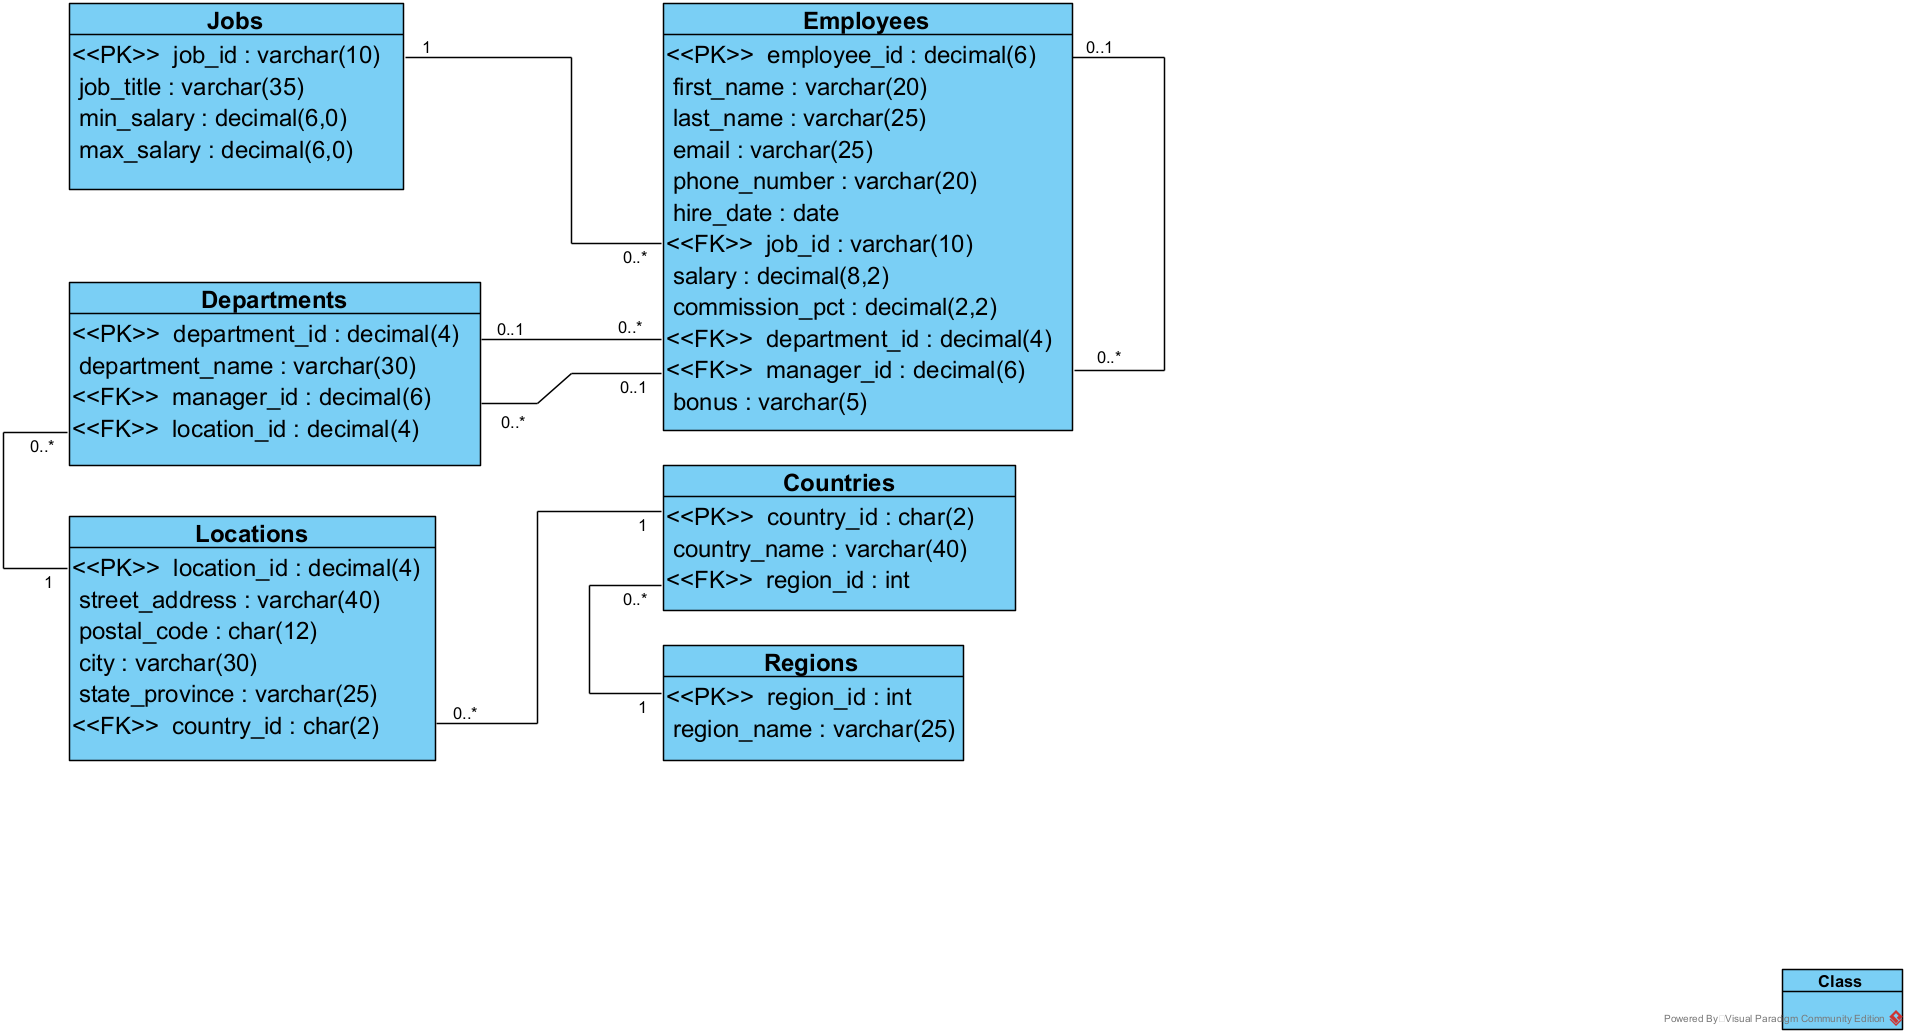 Jobs
<<PK>> job_id : varchar(10)
job_title : varchar(35)
min_salary : decimal(6,0)
max_salary : decimal(6,0)
1
0..*
Employees
<<PK>> employee_id : decimal(6)
first_name : varchar(20)
last_name : varchar(25)
email : varchar(25)
phone_number : varchar(20)
hire_date : date
<<FK>> job_id : varchar(10)
salary : decimal(8,2)
commission_pct : decimal(2,2)
<<FK>> department_id : decimal(4)
<<FK>> manager_id : decimal(6)
bonus : varchar(5)
0..1
0..*
Departments
<<PK>> department_id : decimal(4)
department_name : varchar(30)
<<FK>> manager_id : decimal(6)
<<FK>> location_id : decimal(4)
0..1
0..*
0..1
0..*
0..*
1
Locations
<<PK>> location_id : decimal(4)
street_address : varchar(40)
postal_code : char(12)
city : varchar(30)
state_province : varchar(25)
<<FK>> country_id : char(2)
0..*
1
Countries
<<PK>> country_id : char(2)
country_name : varchar(40)
<<FK>> region_id : int
0..*
1
Regions
<<PK>> region_id : int
region_name : varchar(25)
Class
Powered By Visual Paradigm Community Edition